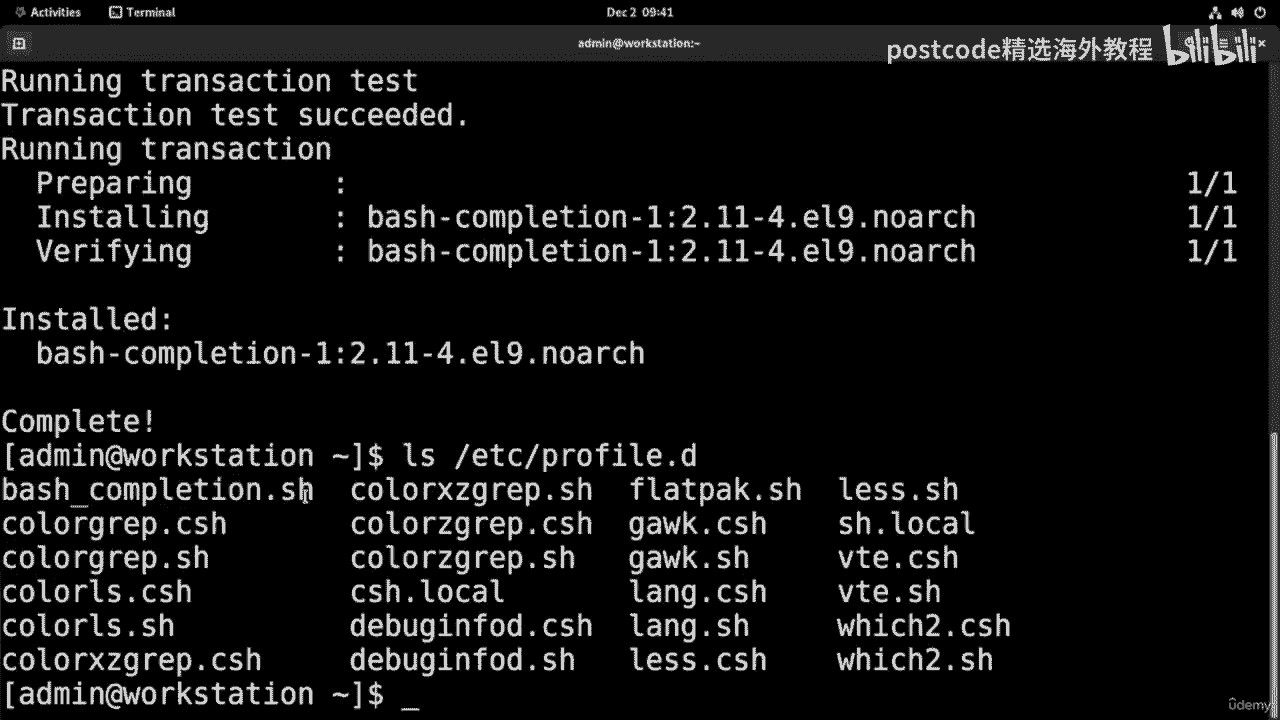 Activities Terminal Dec 2 09:41
admin@workstation:~
postcode精选海外教程 bilibili
Running transaction test
Transaction test succeeded.
Running transaction
Preparing : 1/1
Installing : bash-completion-1:2.11-4.el9.noarch 1/1
Verifying : bash-completion-1:2.11-4.el9.noarch 1/1
Installed:
bash-completion-1:2.11-4.el9.noarch
Complete!
[admin@workstation ~]$ ls /etc/profile.d
bash_completion.sh colorxzgrep.sh flatpak.sh less.sh
colorgrep.csh colorzgrep.csh gawk.csh sh.local
colorgrep.sh colorzgrep.sh gawk.sh vte.csh
colorls.csh csh.local lang.csh vte.sh
colorls.sh debuginfod.csh lang.sh which2.csh
colorxzgrep.csh debuginfod.sh less.csh which2.sh
[admin@workstation ~]$ _
ûdemy